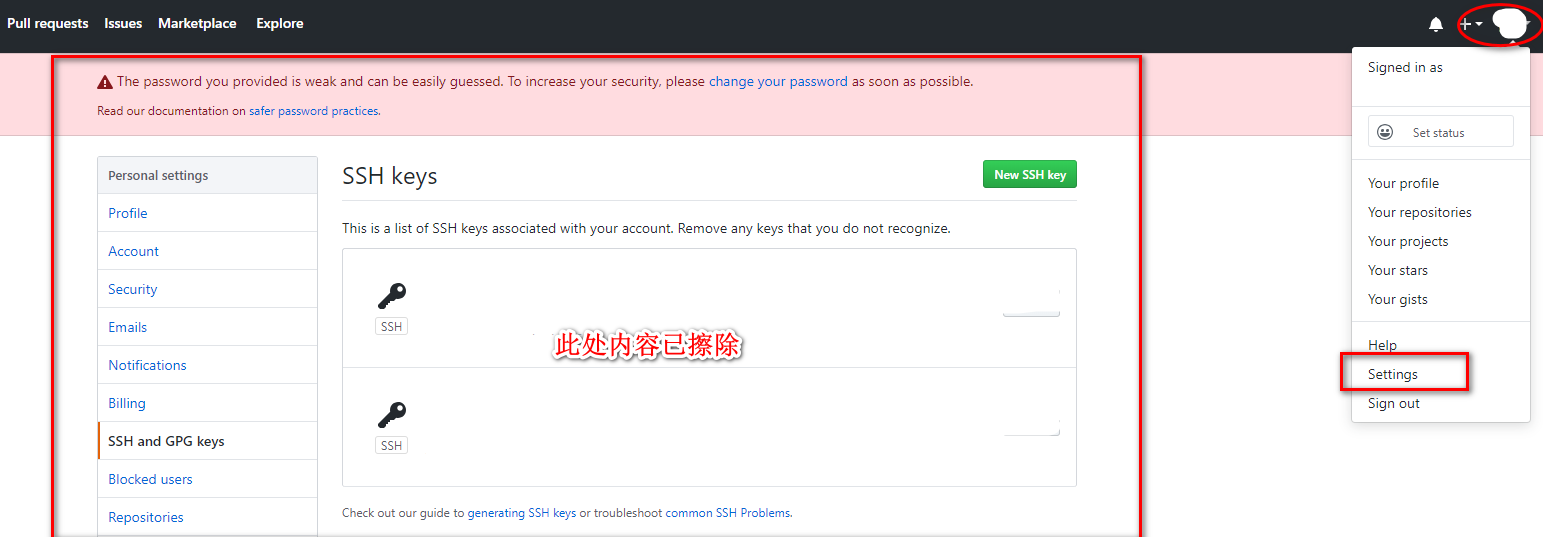 Pull requests Issues Marketplace Explore
The password you provided is weak and can be easily guessed. To increase your security, please change your password as soon as possible.
Read our documentation on safer password practices.
Personal settings
Profile
Account
Security
Emails
Notifications
Billing
SSH and GPG keys
Blocked users
Repositories
SSH keys
New SSH key
This is a list of SSH keys associated with your account. Remove any keys that you do not recognize.
SSH
此处内容已擦除
SSH
Check out our guide to generating SSH keys or troubleshoot common SSH Problems.
Signed in as
Set status
Your profile
Your repositories
Your projects
Your stars
Your gists
Help
Settings
Sign out